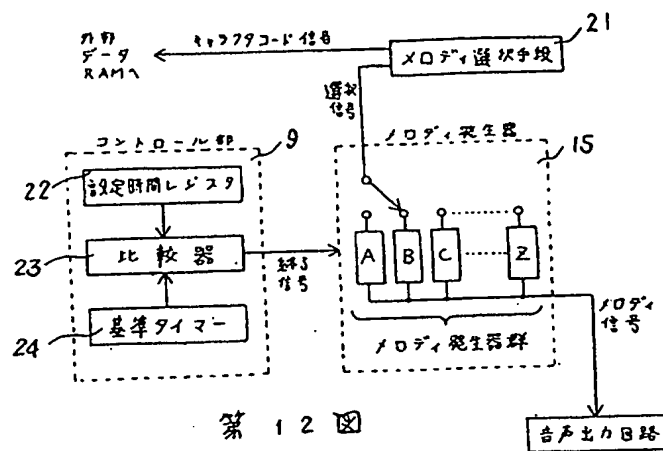 外部
データ
RAMへ
キャラクタコード信号
21
メロディ選択手段
選択
信号
コントロール部
9
メロディ発生器
15
22
設定時間レジスタ
23
比較器
終了
信号
24
基準タイマー
A
B
C
Z
メロディ発生器群
メロディ
信号
音声出力回路
第12図